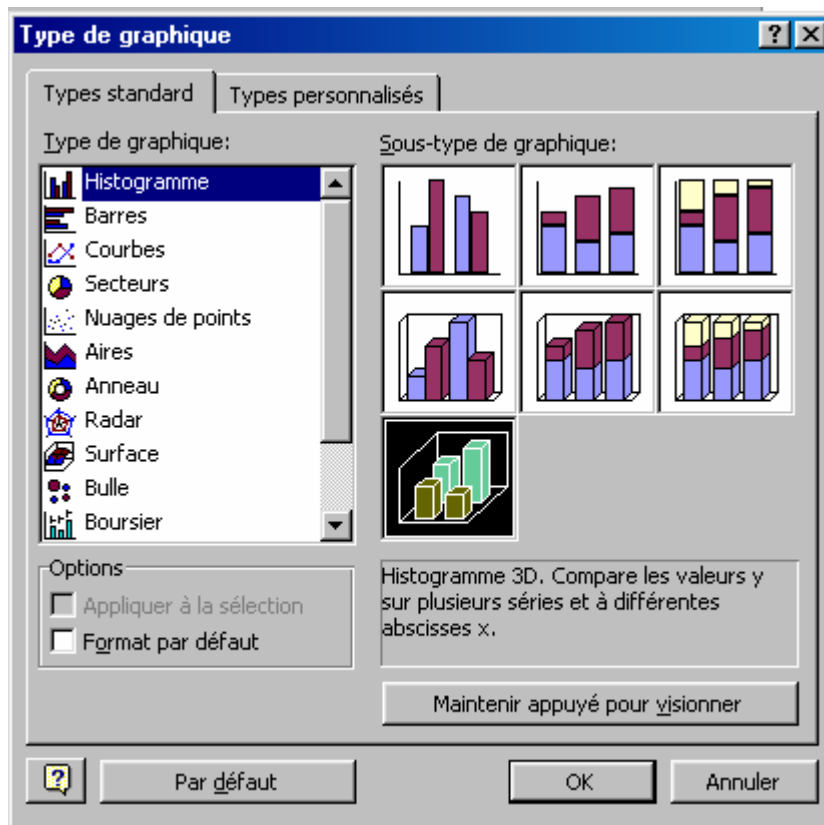 Type de graphique
Types standard
Types personnalisés
Type de graphique:
Histogramme
Barres
Courbes
Secteurs
Nuages de points
Aires
Anneau
Radar
Surface
Bulle
Boursier
Sous-type de graphique:
Options
Appliquer à la sélection
Format par défaut
Histogramme 3D. Compare les valeurs y
sur plusieurs séries et à différentes
abscisses x.
Maintenir appuyé pour visionner
Par défaut
OK
Annuler